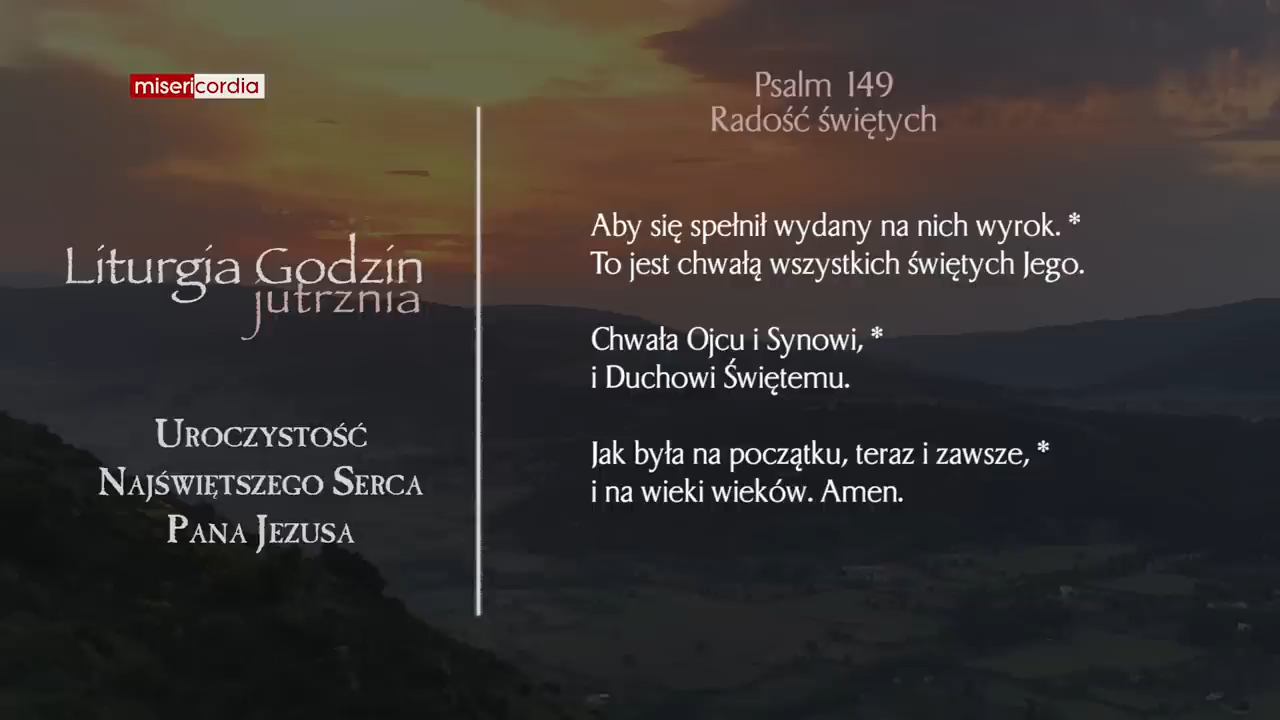 misericordia
Liturgia Godzin
jutrznia
Uroczystość
Najświętszego Serca
Pana Jezusa
Psalm 149
Radość świętych
Aby się spełnił wydany na nich wyrok. *
To jest chwałą wszystkich świętych Jego.
Chwała Ojcu i Synowi, *
i Duchowi Świętemu.
Jak była na początku, teraz i zawsze, *
i na wieki wieków. Amen.